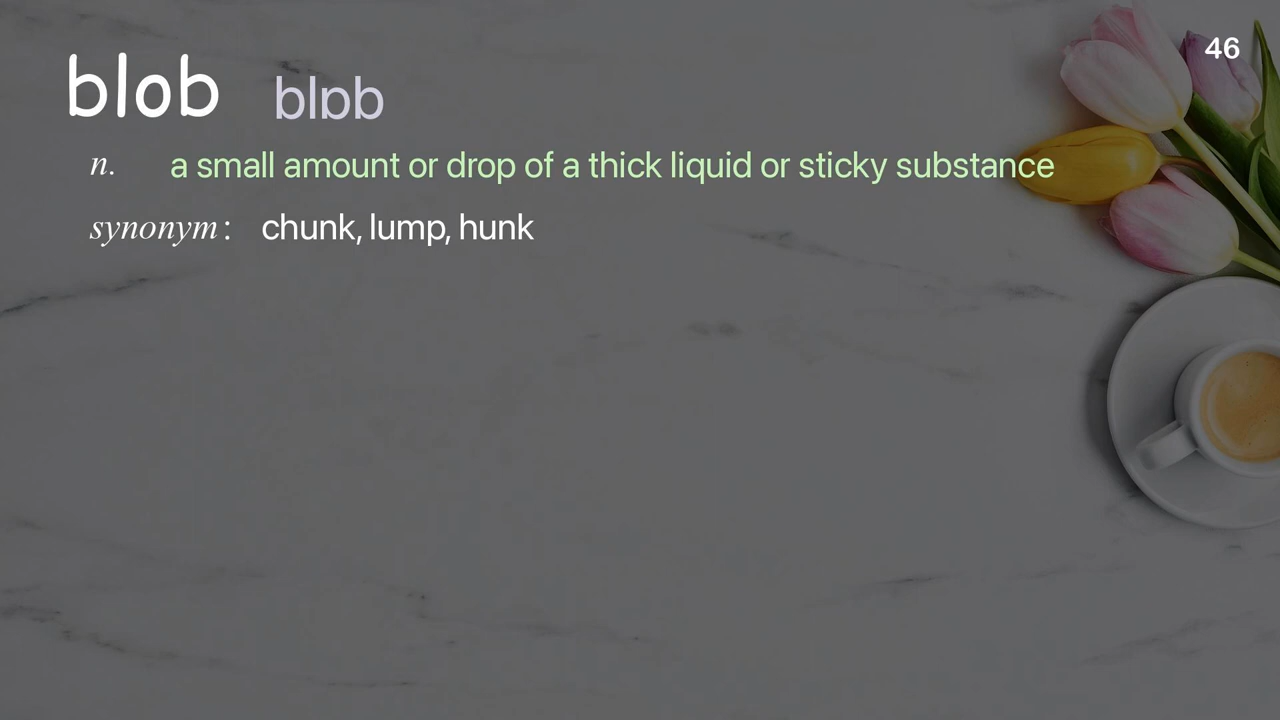 46
blob blɒb
n. a small amount or drop of a thick liquid or sticky substance
synonym: chunk, lump, hunk